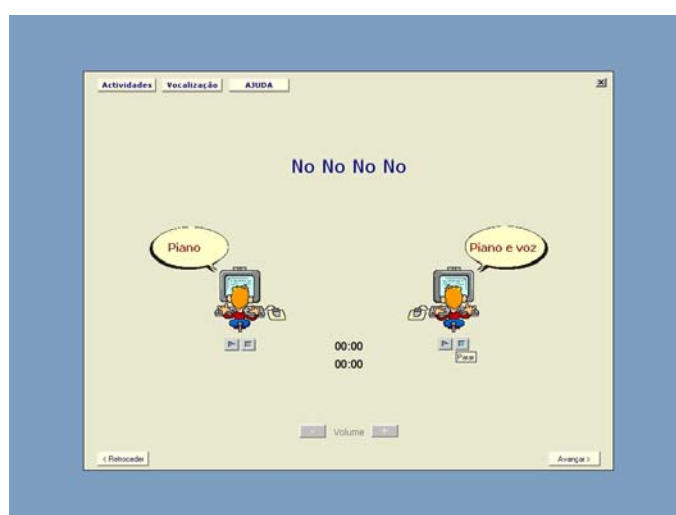 Actividades Vocalização AJUDA
No No No No
Piano
Piano e voz
00:00
Parar
00:00
- Volume +
< Retroceder
Avançar >